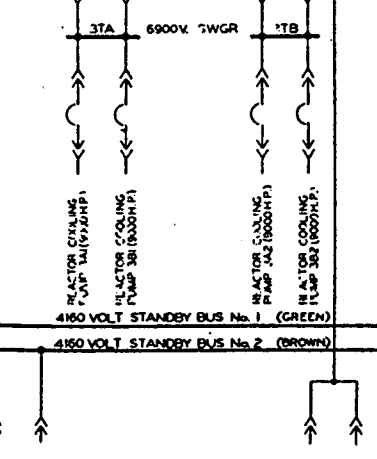 3TA 6900V. SWGR 3TB
REACTOR COOLING
PUMP 3A1 (9000 H.P.)
REACTOR COOLING
PUMP 3B1 (9000 H.P.)
REACTOR COOLING
PUMP 3A2 (9000 H.P.)
REACTOR COOLING
PUMP 3B2 (9000 H.P.)
4160 VOLT STANDBY BUS No. 1 (GREEN)
4160 VOLT STANDBY BUS No. 2 (BROWN)